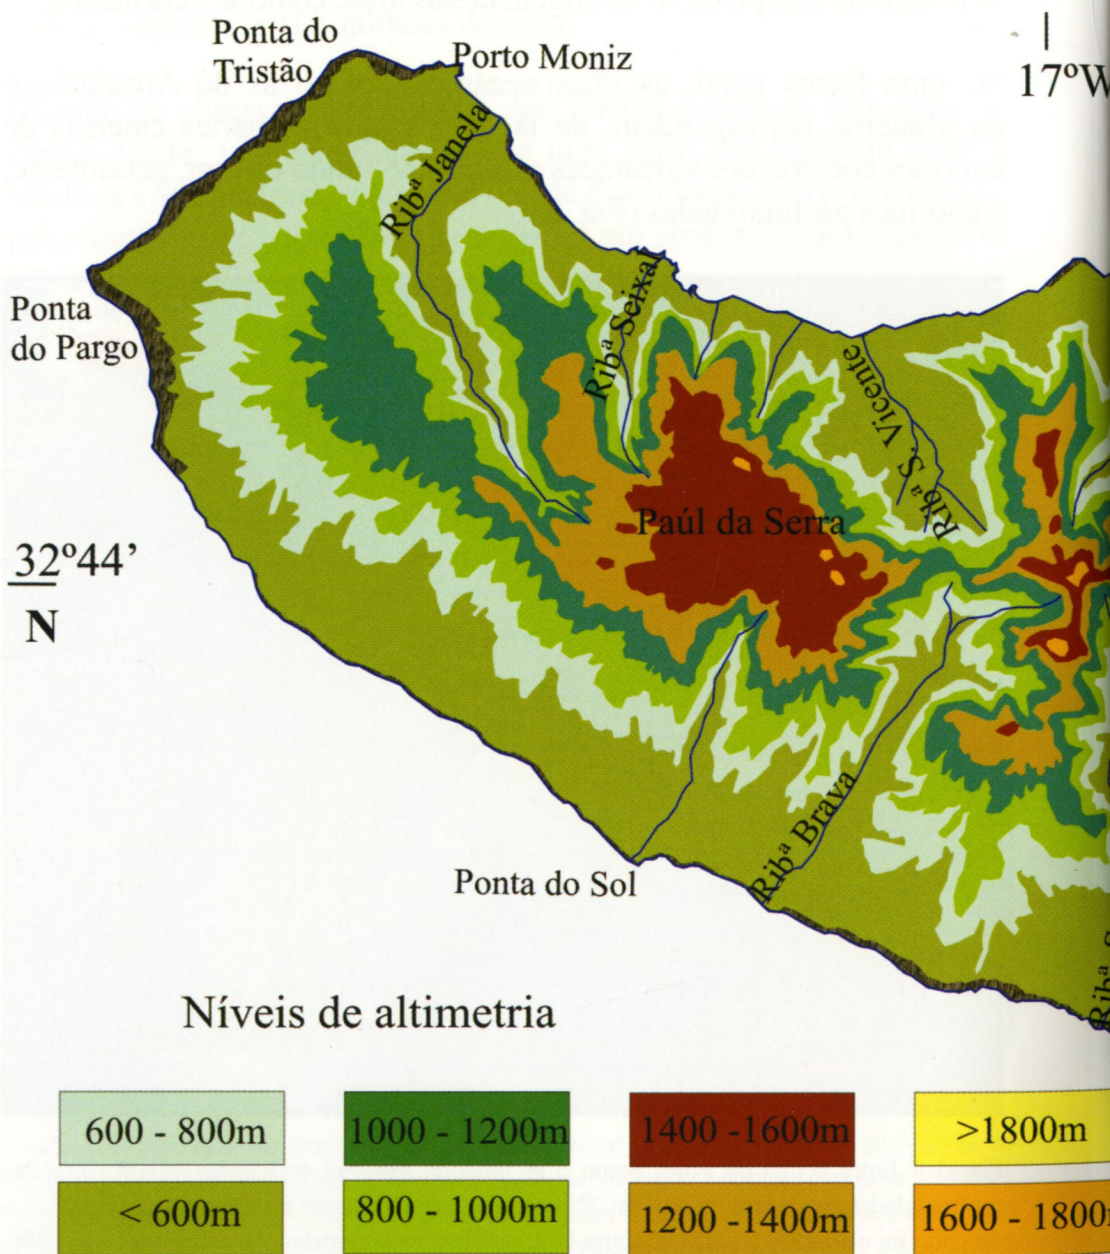 Ponta do
Tristão
Porto Moniz
17ºW
Ribª Janela
Ribª Seixal
Ponta
do Pargo
Ribª S. Vicente
Paúl da Serra
32º44’
N
Ribª Brava
Ponta do Sol
Níveis de altimetria
600 - 800m
1000 - 1200m
1400 -1600m
>1800m
< 600m
800 - 1000m
1200 -1400m
1600 - 1800m